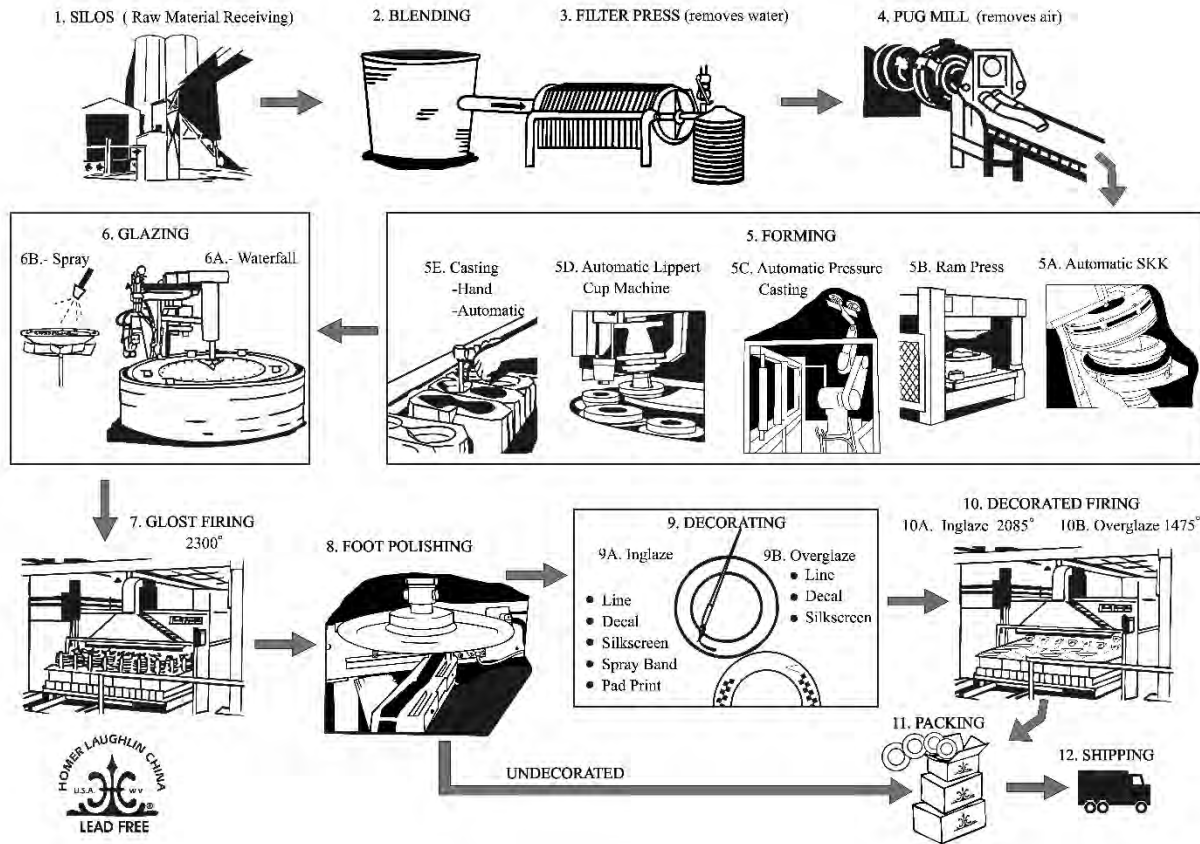 1. SILOS ( Raw Material Receiving)
2. BLENDING
3. FILTER PRESS (removes water)
4. PUG MILL (removes air)
5. FORMING
5A. Automatic SKK
5B. Ram Press
5C. Automatic Pressure
Casting
5D. Automatic Lippert
Cup Machine
5E. Casting
-Hand
-Automatic
6. GLAZING
6A.- Waterfall
6B.- Spray
7. GLOST FIRING
2300°
8. FOOT POLISHING
9. DECORATING
9A. Inglaze
• Line
• Decal
• Silkscreen
• Spray Band
• Pad Print
9B. Overglaze
• Line
• Decal
• Silkscreen
10. DECORATED FIRING
10A. Inglaze 2085°
10B. Overglaze 1475°
UNDECORATED
11. PACKING
12. SHIPPING
HOMER LAUGHLIN CHINA
U.S.A. W V
®
LEAD FREE